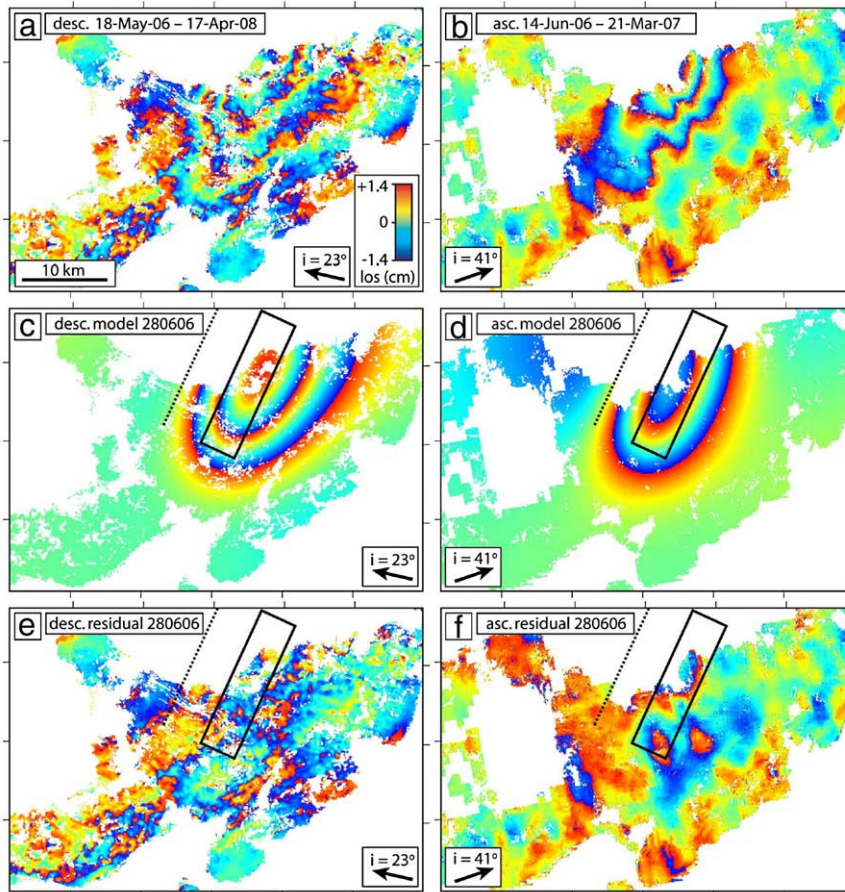 a desc. 18-May-06 – 17-Apr-08
+1.4
0
-1.4
los (cm)
10 km
i = 23°
b asc. 14-Jun-06 – 21-Mar-07
i = 41°
c desc. model 280606
i = 23°
d asc. model 280606
i = 41°
e desc. residual 280606
i = 23°
f asc. residual 280606
i = 41°